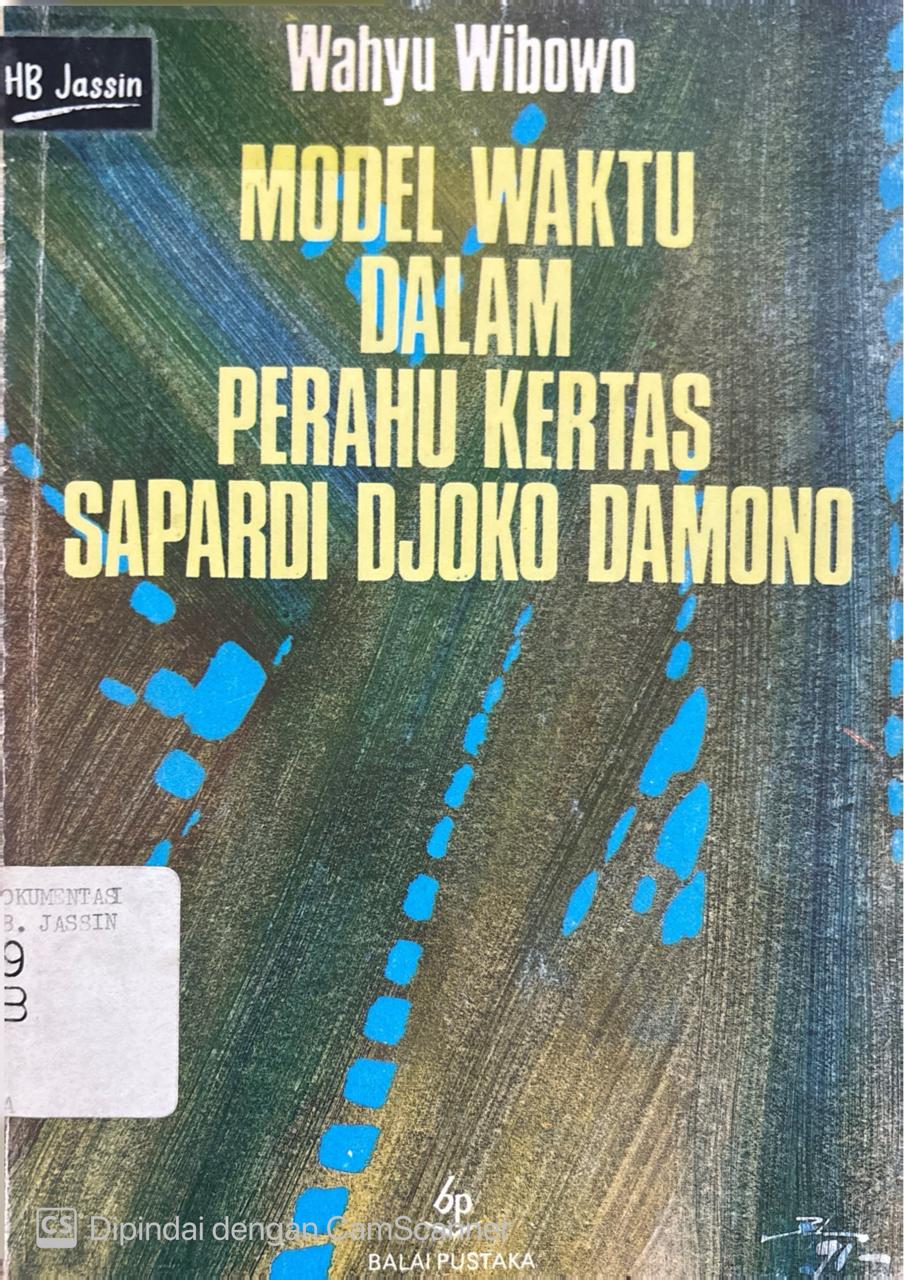 Wahyu Wibowo
HB Jassin
MODEL WAKTU
DALAM
PERAHU KERTAS
SAPARDI DJOKO DAMONO
OKUMENTASI
B. JASSIN
9
A
bp
CS Dipindai dengan CamScanner
BALAI PUSTAKA